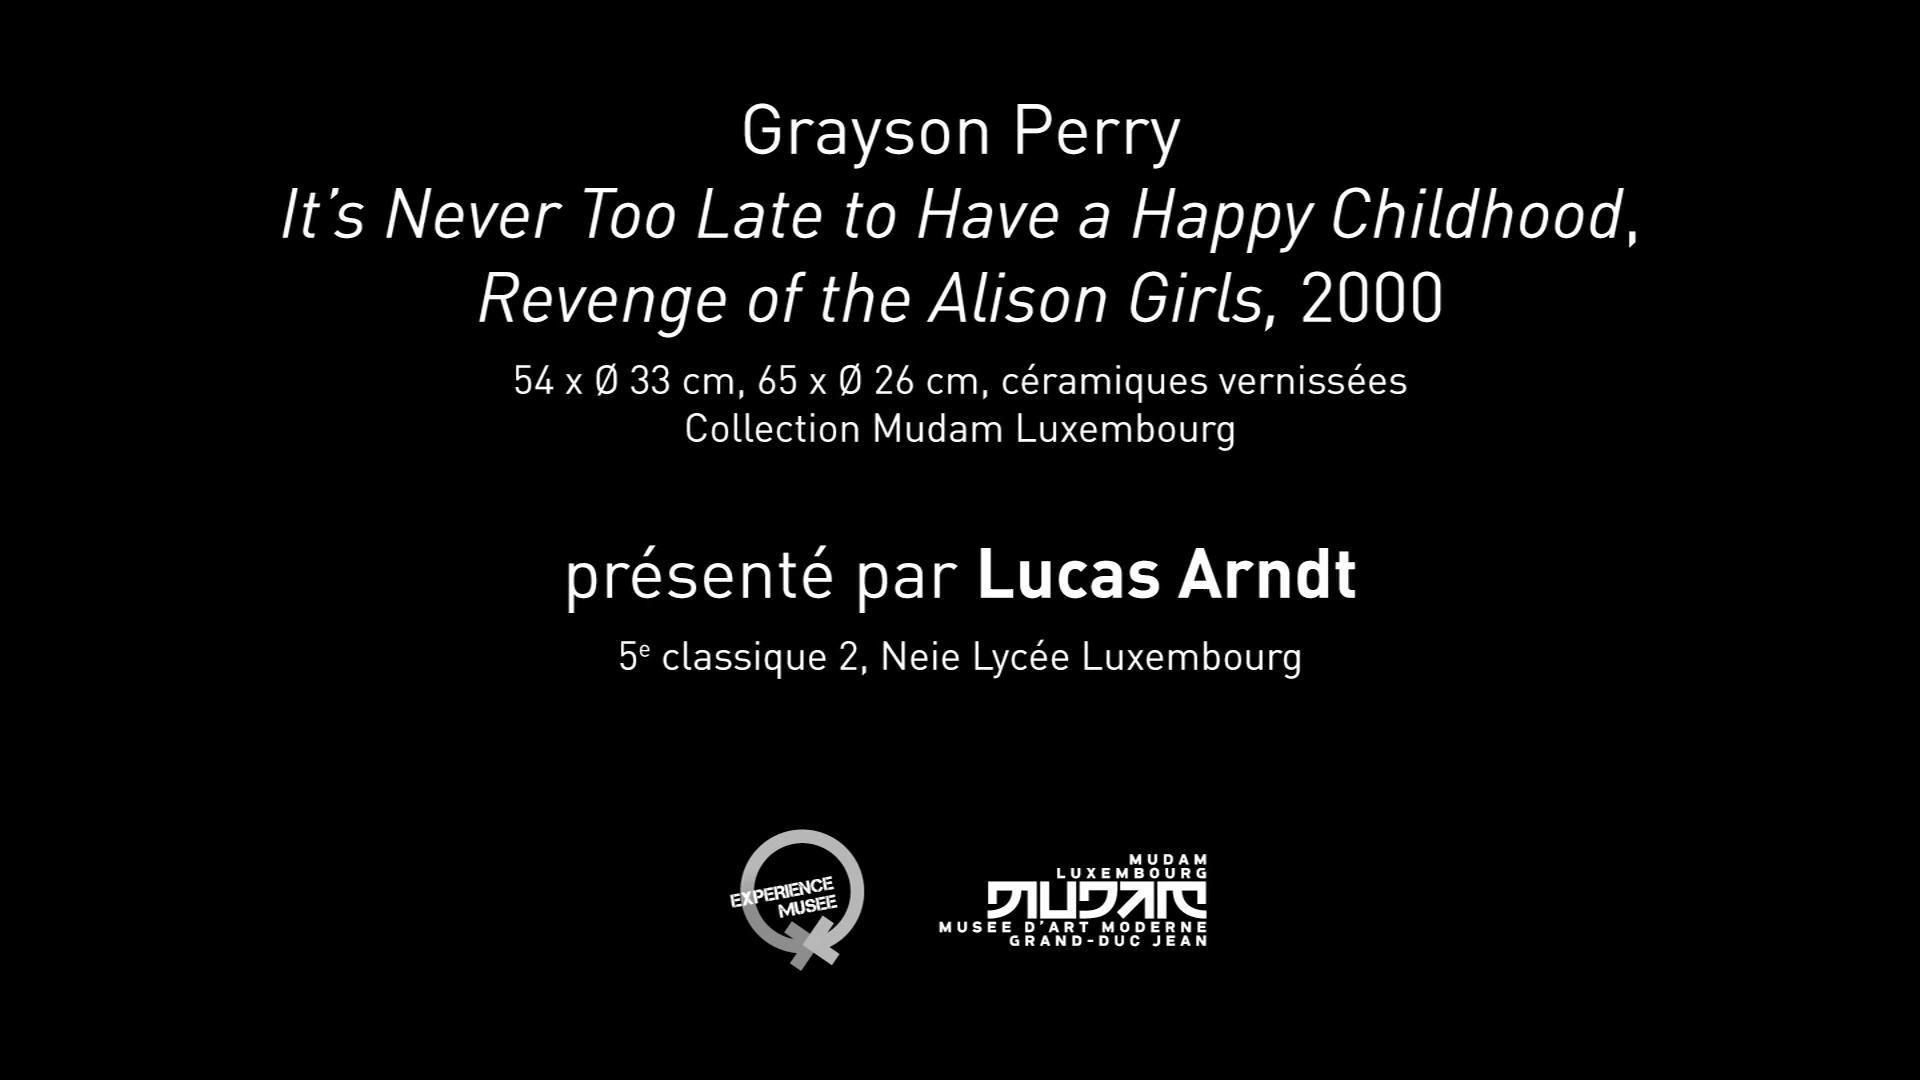 Grayson Perry
It’s Never Too Late to Have a Happy Childhood,
Revenge of the Alison Girls, 2000
54 x Ø 33 cm, 65 x Ø 26 cm, céramiques vernissées
Collection Mudam Luxembourg
présenté par Lucas Arndt
5e classique 2, Neie Lycée Luxembourg
EXPERIENCE
MUSEE
MUDAM
LUXEMBOURG
MUDAM
MUSEE D’ART MODERNE
GRAND-DUC JEAN